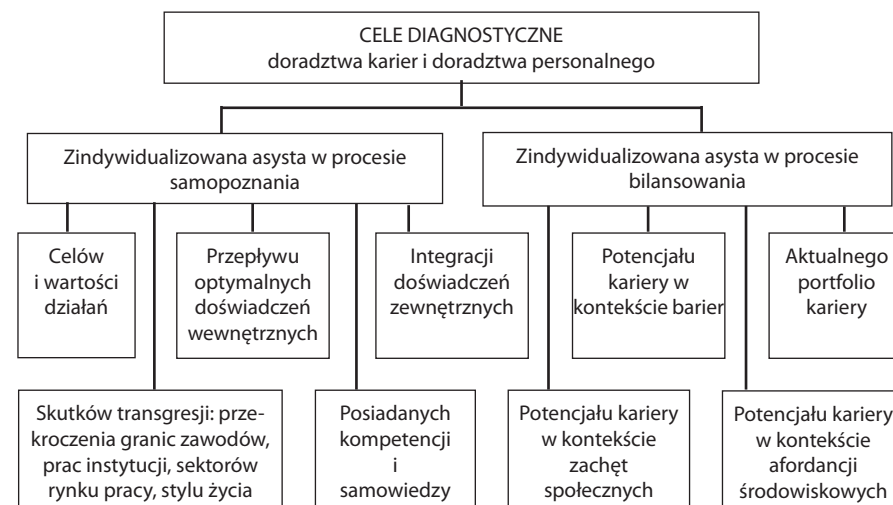 CELE DIAGNOSTYCZNE
doradztwa karier i doradztwa personalnego
Zindywidualizowana asysta w procesie
samopoznania
Zindywidualizowana asysta w procesie
bilansowania
Celów
i wartości
działań
Przepływu
optymalnych
doświadczeń
wewnętrznych
Integracji
doświadczeń
zewnętrznych
Potencjału
kariery w
kontekście barier
Aktualnego
portfolio
kariery
Skutków transgresji: prze-
kroczenia granic zawodów,
prac instytucji, sektorów
rynku pracy, stylu życia
Posiadanych
kompetencji
i
samowiedzy
Potencjału kariery
w kontekście
zachęt
społecznych
Potencjału kariery
w kontekście
afordancji
środowiskowych